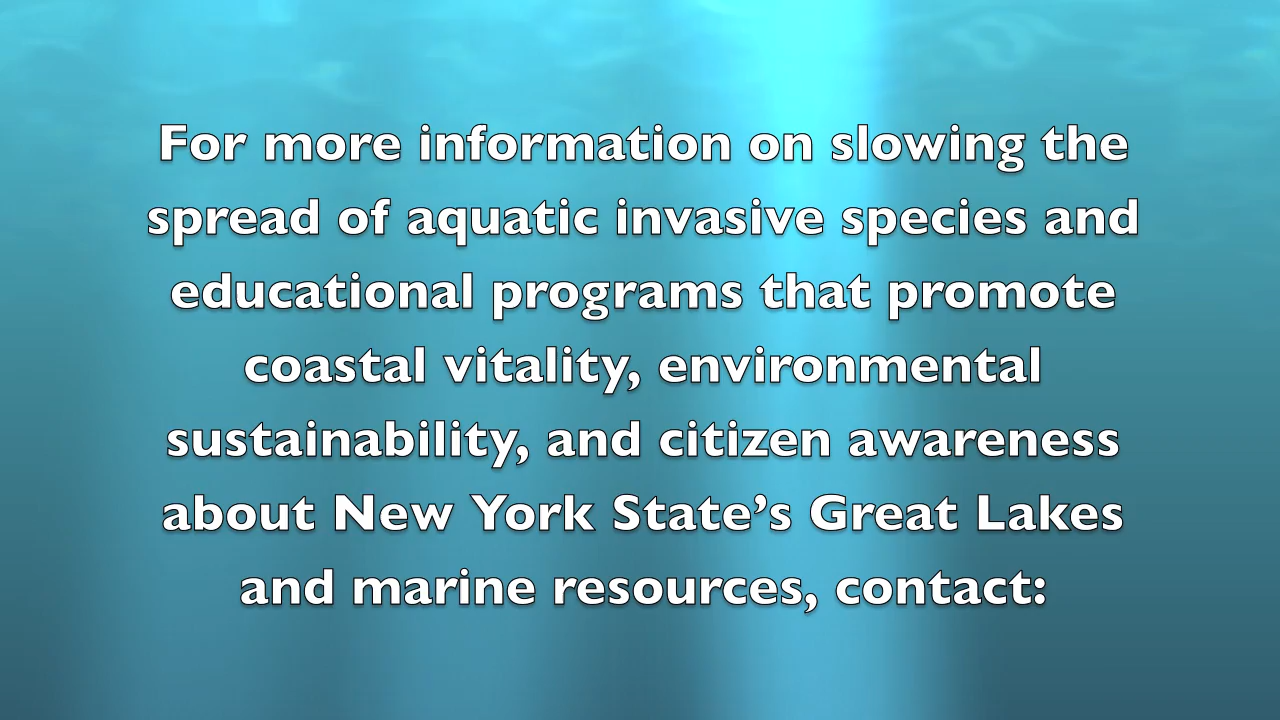 For more information on slowing the
spread of aquatic invasive species and
educational programs that promote
coastal vitality, environmental
sustainability, and citizen awareness
about New York State’s Great Lakes
and marine resources, contact: